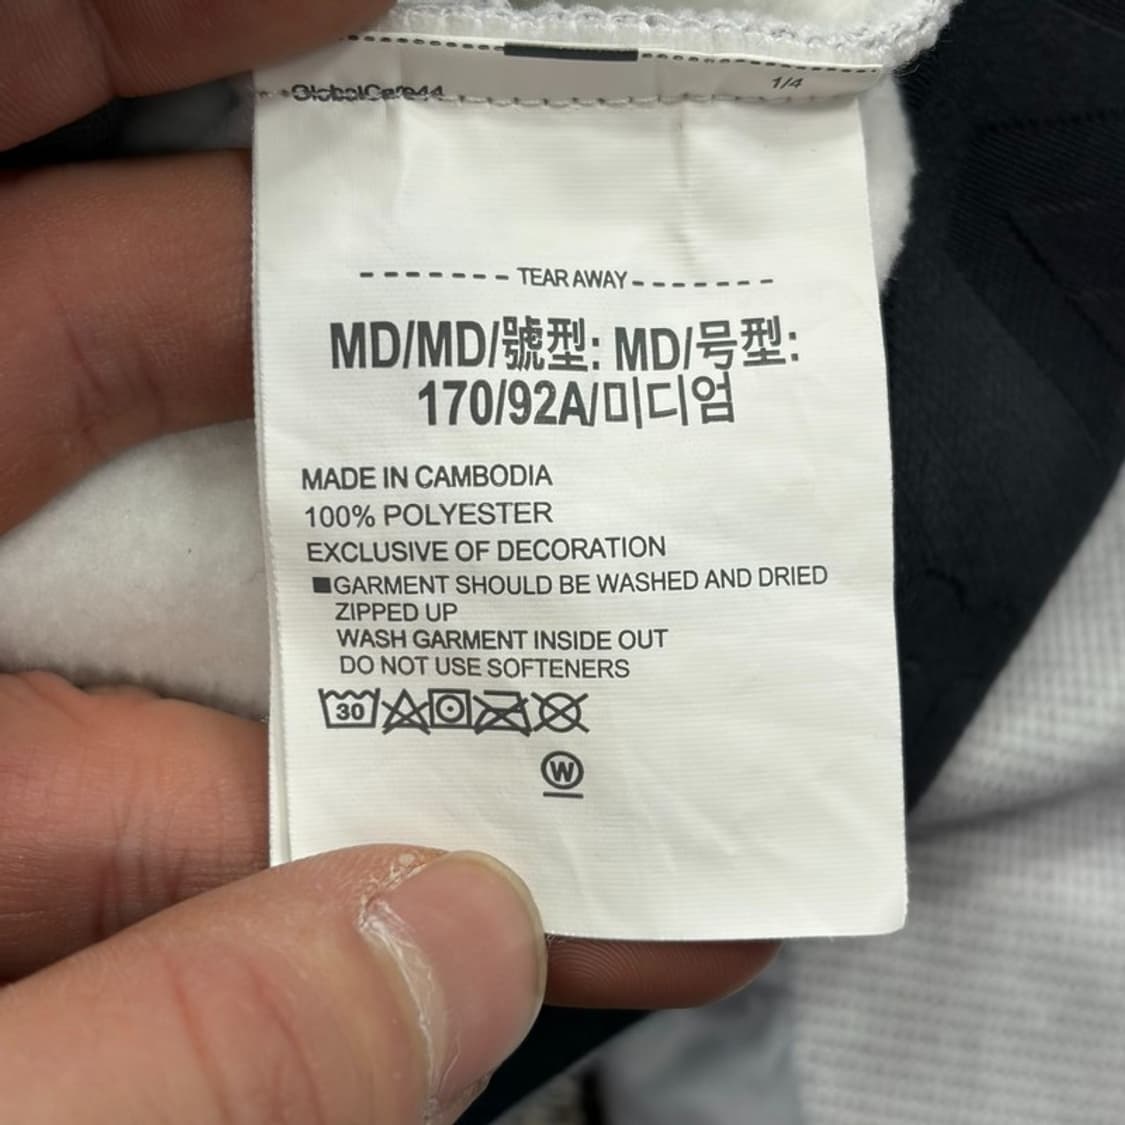 GlobalCare44 1/4
- - - - - - - TEAR AWAY - - - - - - -
MD/MD/號型: MD/号型:
170/92A/미디엄
MADE IN CAMBODIA
100% POLYESTER
EXCLUSIVE OF DECORATION
■GARMENT SHOULD BE WASHED AND DRIED
ZIPPED UP
WASH GARMENT INSIDE OUT
DO NOT USE SOFTENERS
30
W